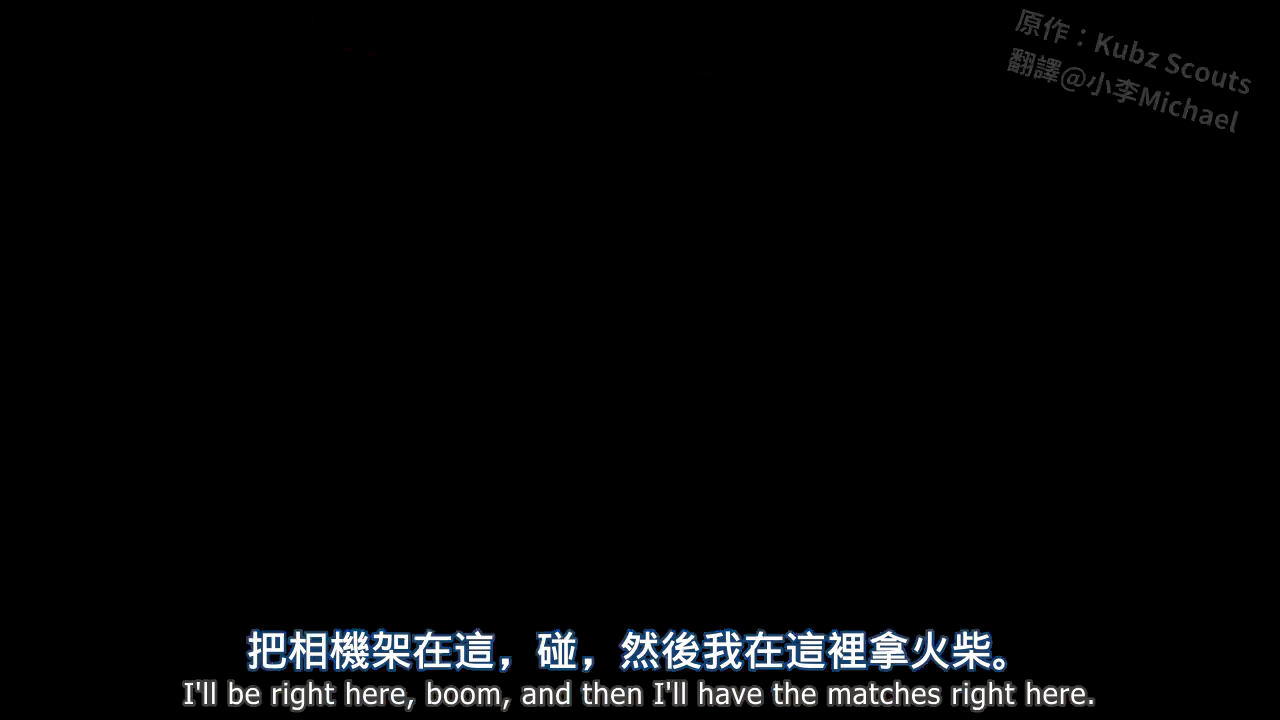 原作：Kubz Scouts
翻譯@小李Michael
把相機架在這，碰，然後我在這裡拿火柴。
I'll be right here, boom, and then I'll have the matches right here.